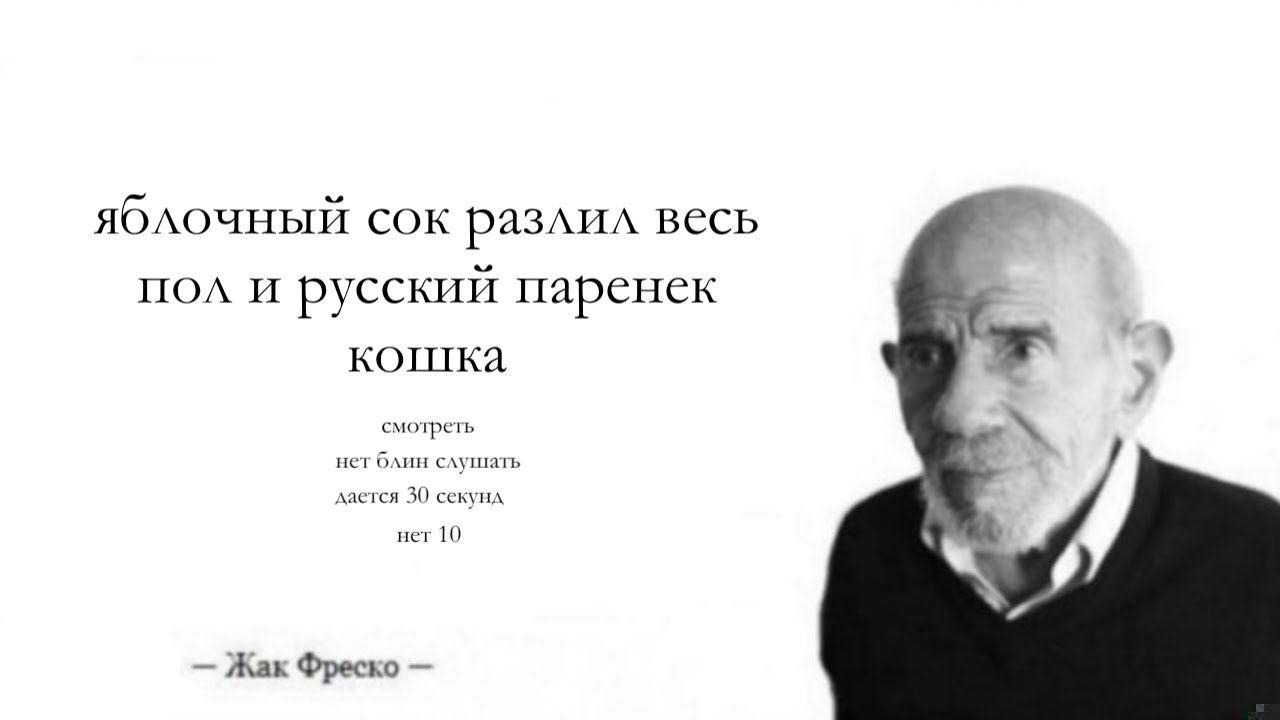 яблочный сок разлил весь
пол и русский паренек
кошка
смотреть
нет блин слушать
дается 30 секунд
нет 10
— Жак Фреско —